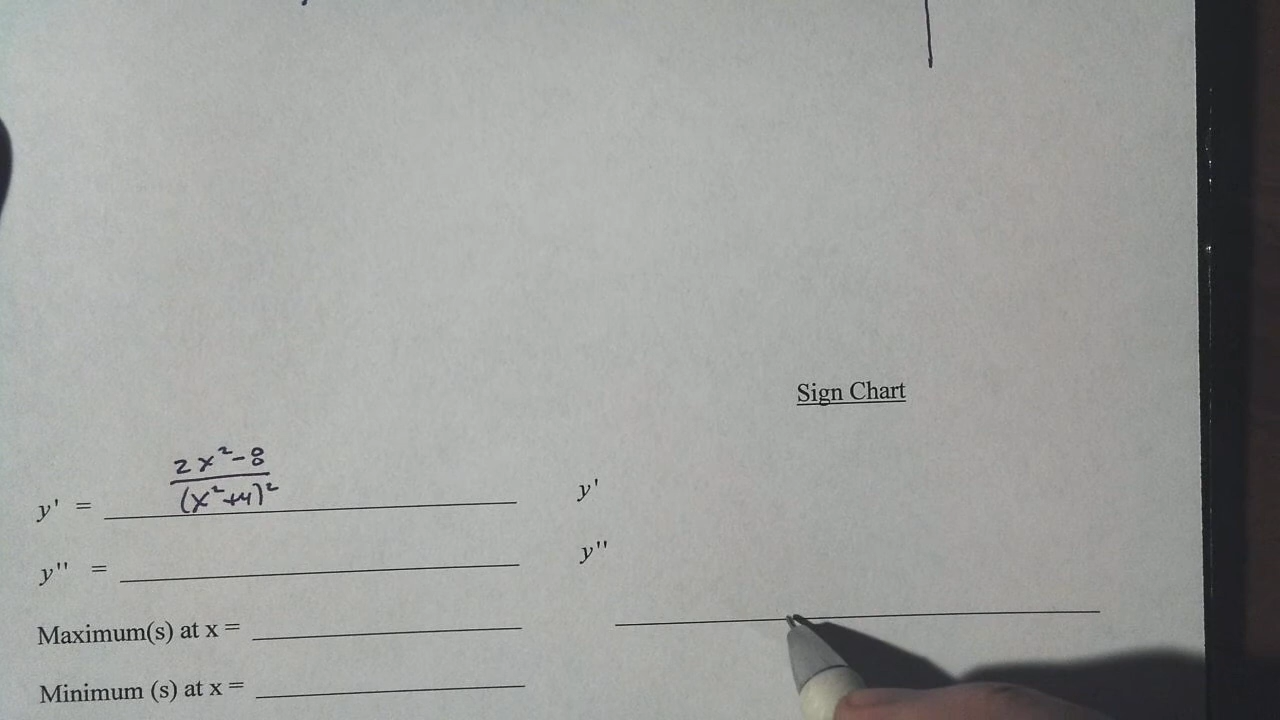 Sign Chart
y' = (2x²-8)/(x²+4)²
y'
y'' =
y''
Maximum(s) at x =
Minimum (s) at x =